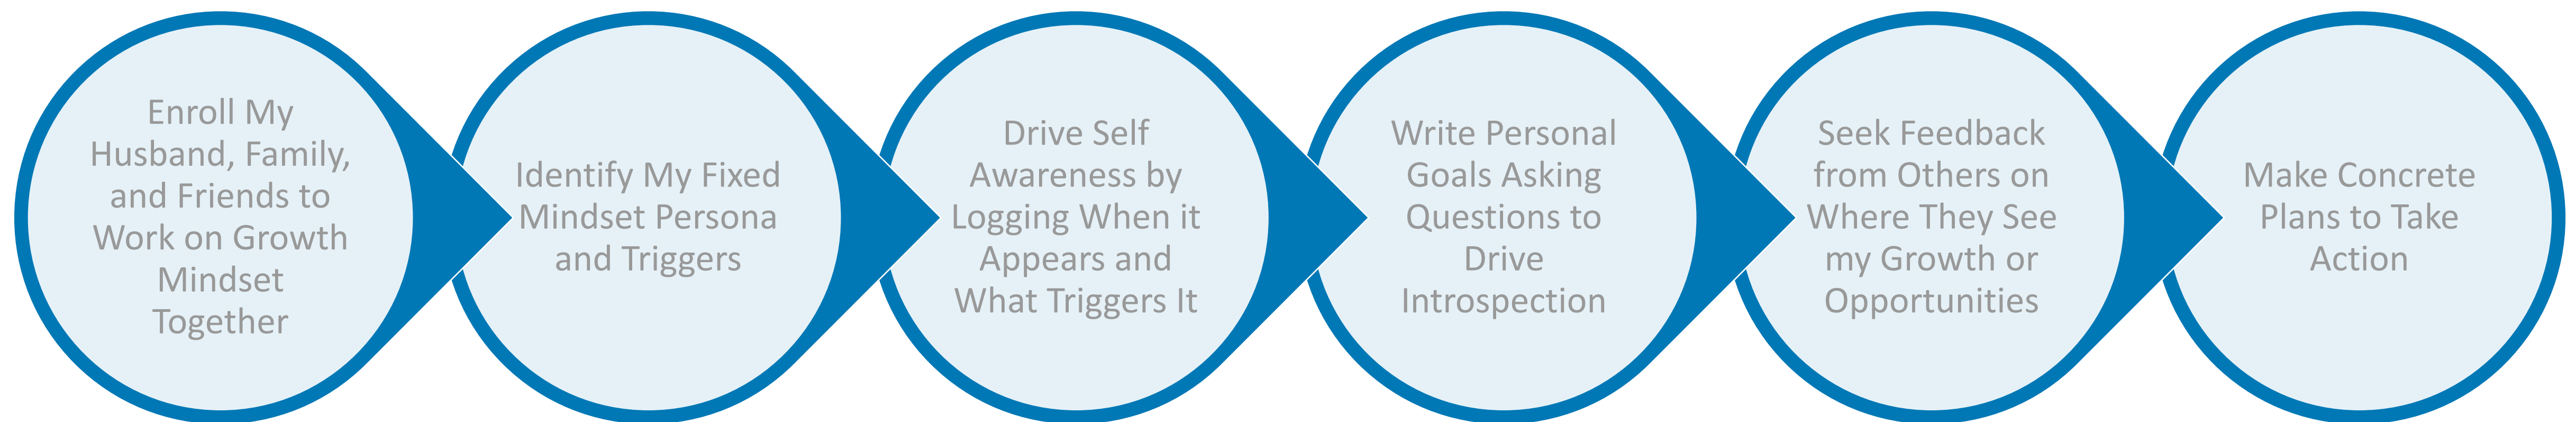 Enroll My
Husband, Family,
and Friends to
Work on Growth
Mindset
Together
Identify My Fixed
Mindset Persona
and Triggers
Drive Self
Awareness by
Logging When it
Appears and
What Triggers It
Write Personal
Goals Asking
Questions to
Drive
Introspection
Seek Feedback
from Others on
Where They See
my Growth or
Opportunities
Make Concrete
Plans to Take
Action